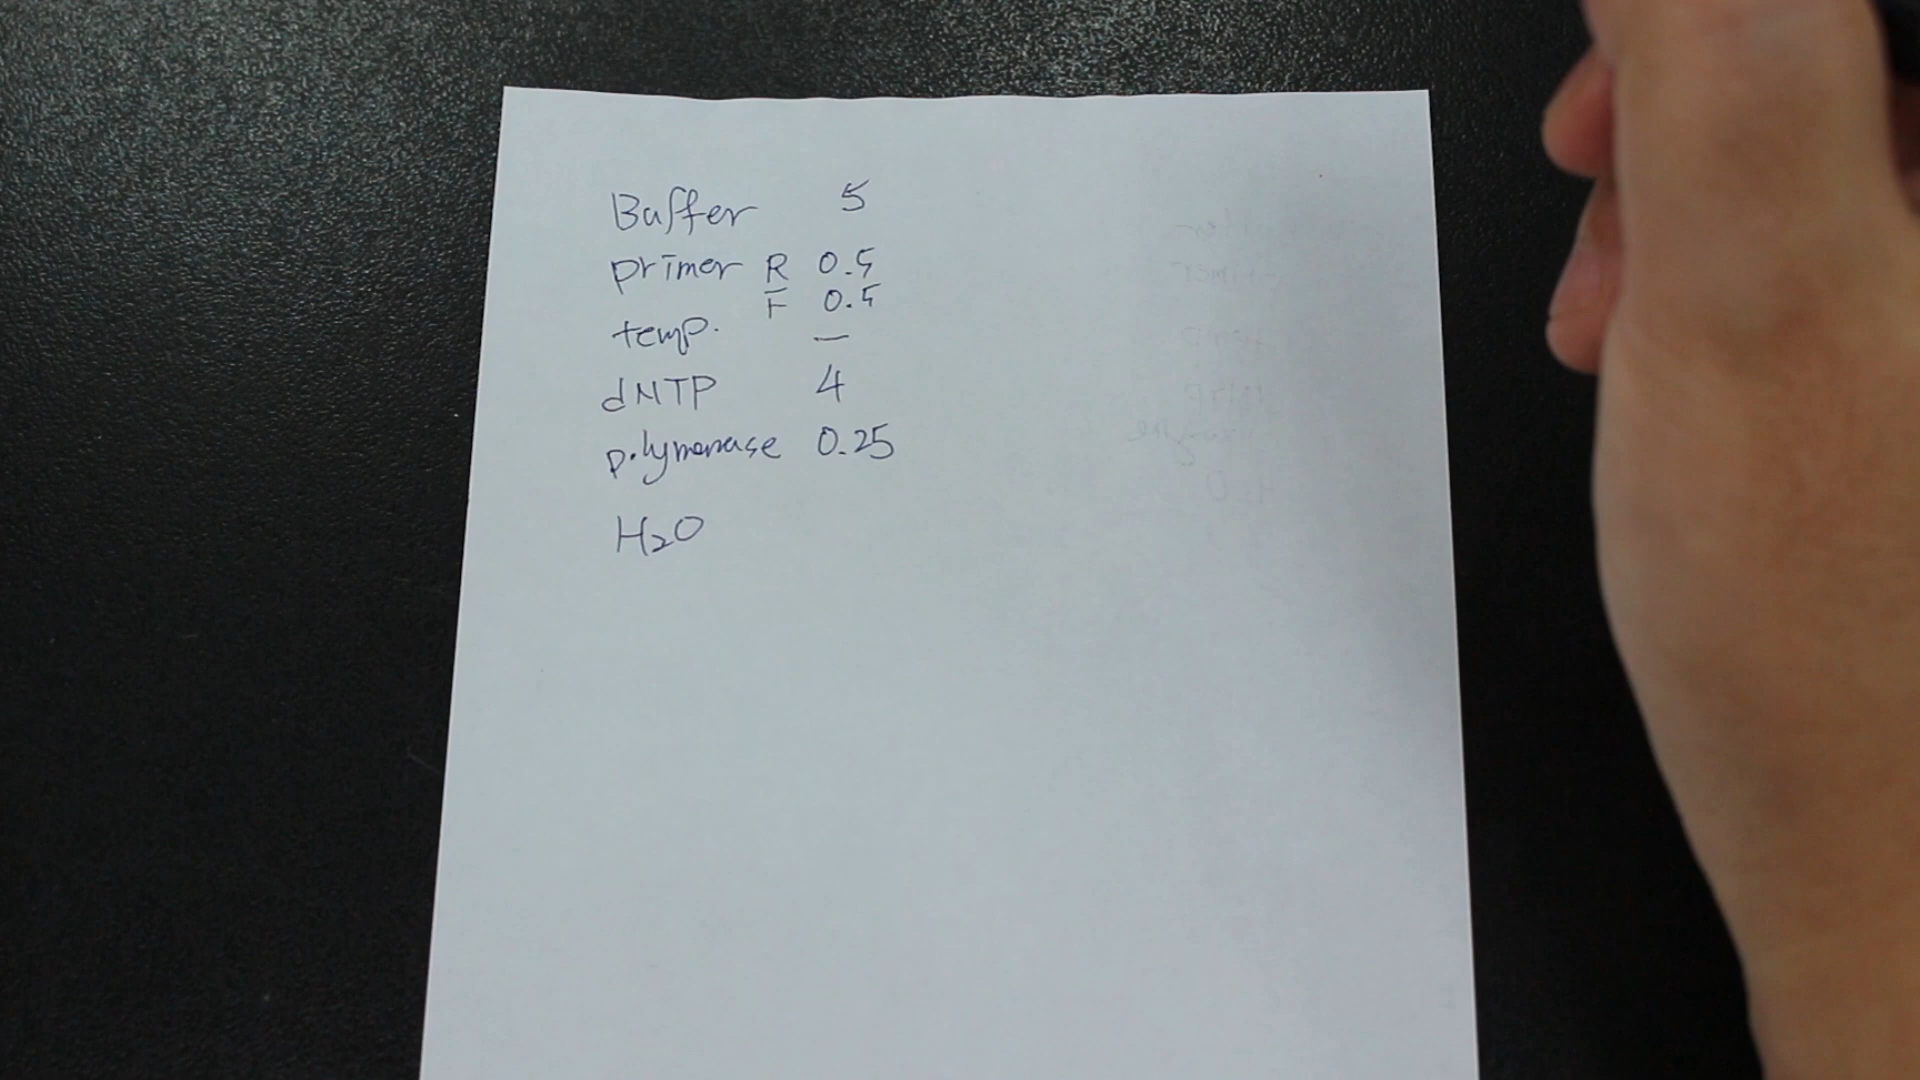 Buffer 5
primer R 0.5
F 0.5
temp. —
dNTP 4
polymerase 0.25
H₂O